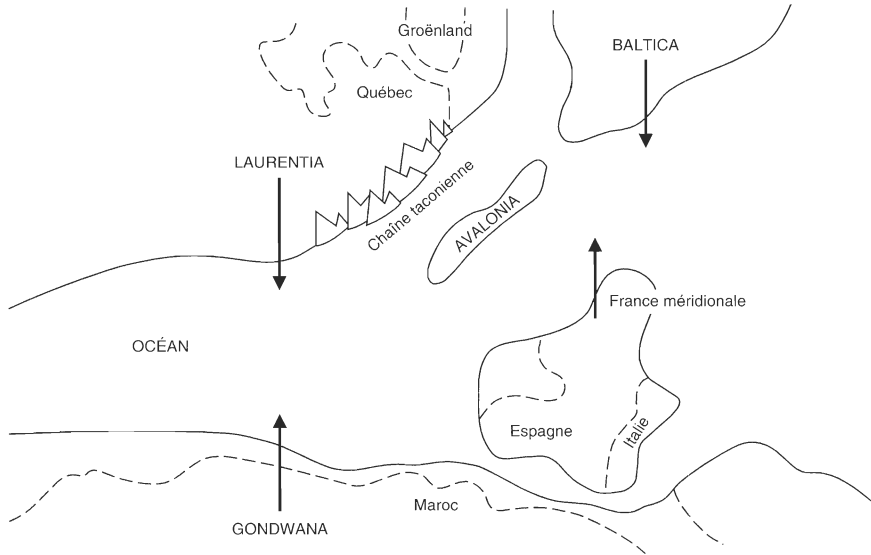 Groënland
BALTICA
Québec
LAURENTIA
Chaîne taconienne
AVALONIA
France méridionale
OCÉAN
Espagne
Italie
Maroc
GONDWANA